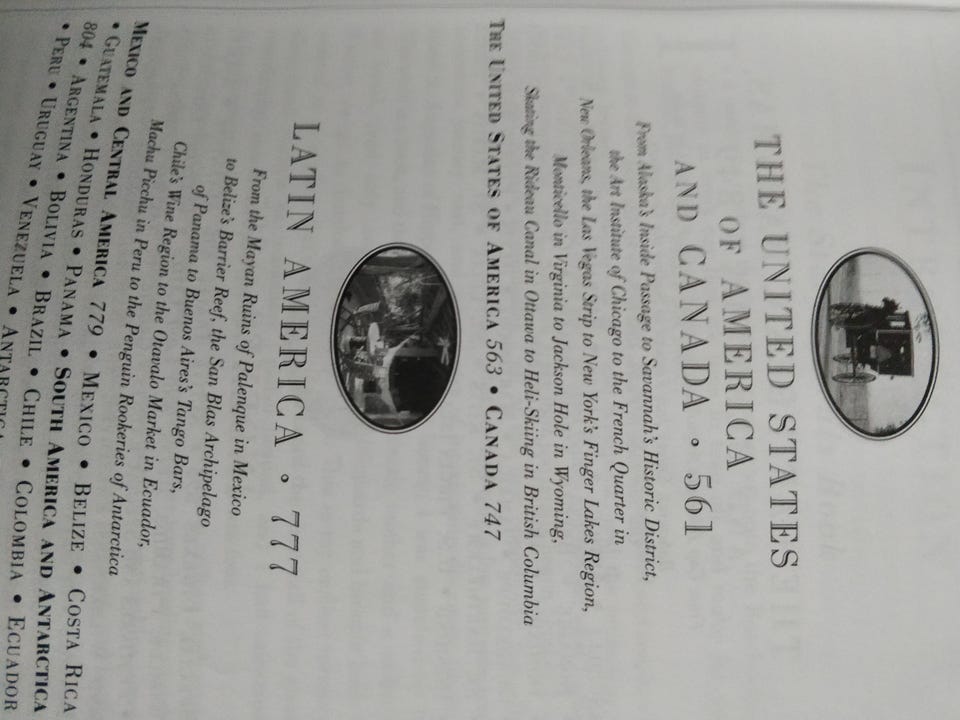 THE UNITED STATES
OF AMERICA
AND CANADA • 561
From Alaska's Inside Passage to Savannah's Historic District,
the Art Institute of Chicago to the French Quarter in
New Orleans, the Las Vegas Strip to New York's Finger Lakes Region,
Monticello in Virginia to Jackson Hole in Wyoming,
Skating the Rideau Canal in Ottawa to Heli-Skiing in British Columbia
THE UNITED STATES OF AMERICA 563 • CANADA 747
LATIN AMERICA • 777
From the Mayan Ruins of Palenque in Mexico
to Belize's Barrier Reef, the San Blas Archipelago
of Panama to Buenos Aires's Tango Bars,
Chile's Wine Region to the Otavalo Market in Ecuador,
Machu Picchu in Peru to the Penguin Rookeries of Antarctica
MEXICO AND CENTRAL AMERICA 779 • MEXICO • BELIZE • COSTA RICA
• GUATEMALA • HONDURAS • PANAMA • SOUTH AMERICA AND ANTARCTICA
804 • ARGENTINA • BOLIVIA • BRAZIL • CHILE • COLOMBIA • ECUADOR
• PERU • URUGUAY • VENEZUELA • ANTARCTICA